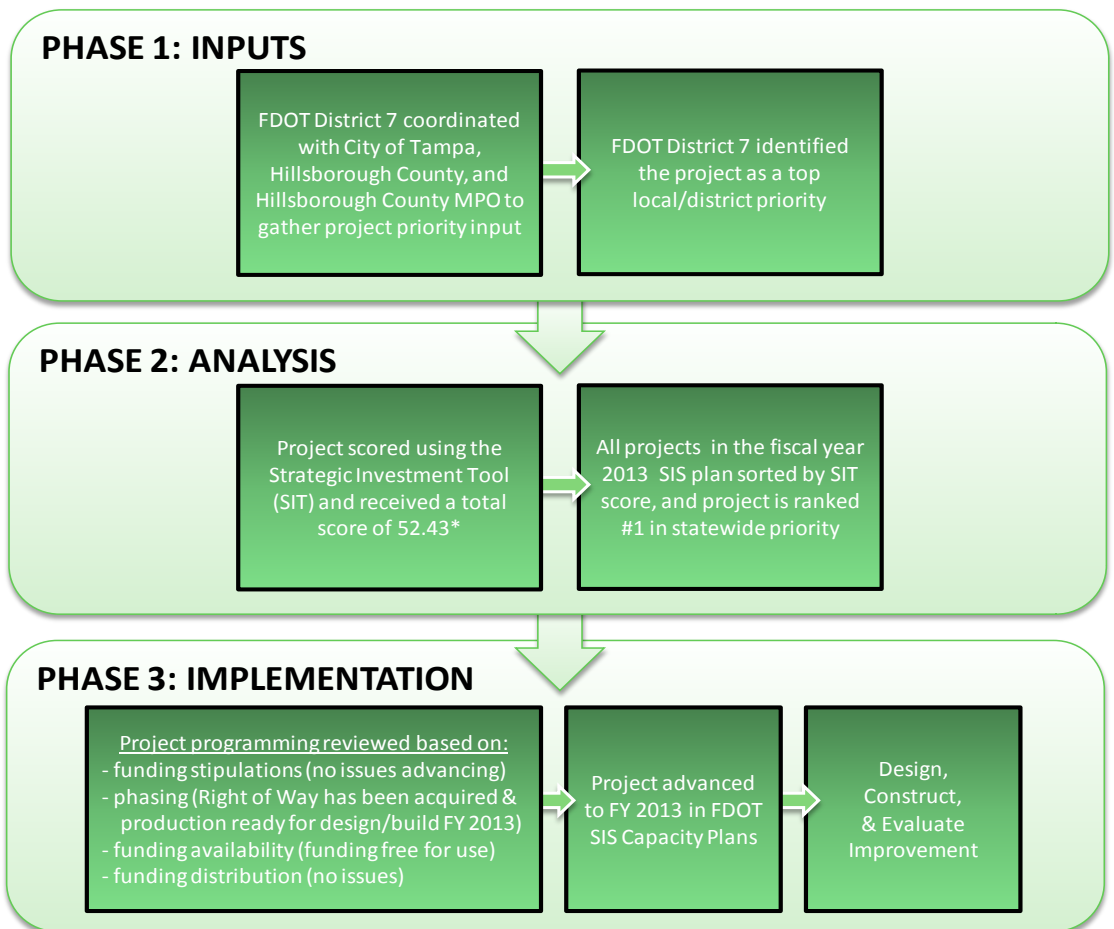 PHASE 1: INPUTS
FDOT District 7 coordinated
with City of Tampa,
Hillsborough County, and
Hillsborough County MPO to
gather project priority input
FDOT District 7 identified
the project as a top
local/district priority
PHASE 2: ANALYSIS
Project scored using the
Strategic Investment Tool
(SIT) and received a total
score of 52.43*
All projects in the fiscal year
2013 SIS plan sorted by SIT
score, and project is ranked
#1 in statewide priority
PHASE 3: IMPLEMENTATION
Project programming reviewed based on:
- funding stipulations (no issues advancing)
- phasing (Right of Way has been acquired &
production ready for design/build FY 2013)
- funding availability (funding free for use)
- funding distribution (no issues)
Project advanced
to FY 2013 in FDOT
SIS Capacity Plans
Design,
Construct,
& Evaluate
Improvement